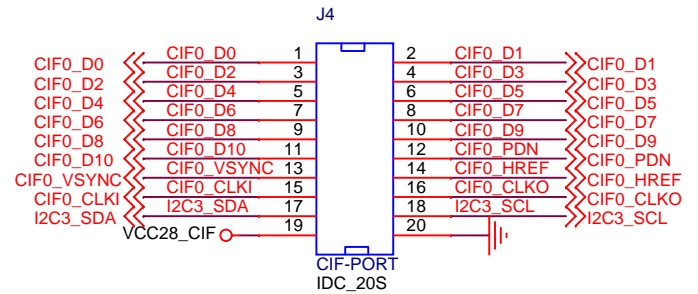 J4
CIF0_D0 CIF0_D0 1 2 CIF0_D1 CIF0_D1
CIF0_D2 CIF0_D2 3 4 CIF0_D3 CIF0_D3
CIF0_D4 CIF0_D4 5 6 CIF0_D5 CIF0_D5
CIF0_D6 CIF0_D6 7 8 CIF0_D7 CIF0_D7
CIF0_D8 CIF0_D8 9 10 CIF0_D9 CIF0_D9
CIF0_D10 CIF0_D10 11 12 CIF0_PDN CIF0_PDN
CIF0_VSYNC CIF0_VSYNC 13 14 CIF0_HREF CIF0_HREF
CIF0_CLKI CIF0_CLKI 15 16 CIF0_CLKO CIF0_CLKO
I2C3_SDA I2C3_SDA 17 18 I2C3_SCL I2C3_SCL
VCC28_CIF 19 20
CIF-PORT
IDC_20S